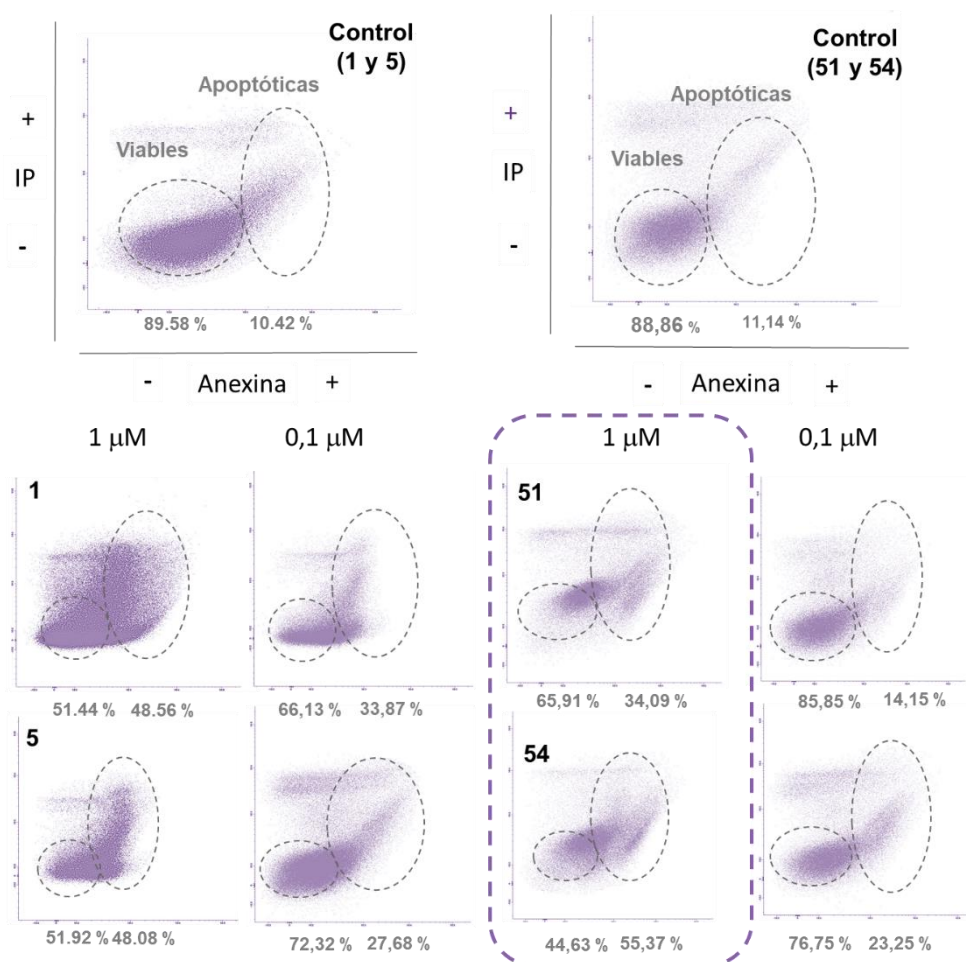 Control
(1 y 5)
Apoptóticas
Viables
+
IP
-
89.58 % 10.42 %
- Anexina +
Control
(51 y 54)
Apoptóticas
Viables
+
IP
-
88,86 % 11,14 %
- Anexina +
1 µM 0,1 µM 1 µM 0,1 µM
1 51
51.44 % 48.56 % 66,13 % 33,87 % 65,91 % 34,09 % 85,85 % 14,15 %
5 54
51.92 % 48.08 % 72,32 % 27,68 % 44,63 % 55,37 % 76,75 % 23,25 %